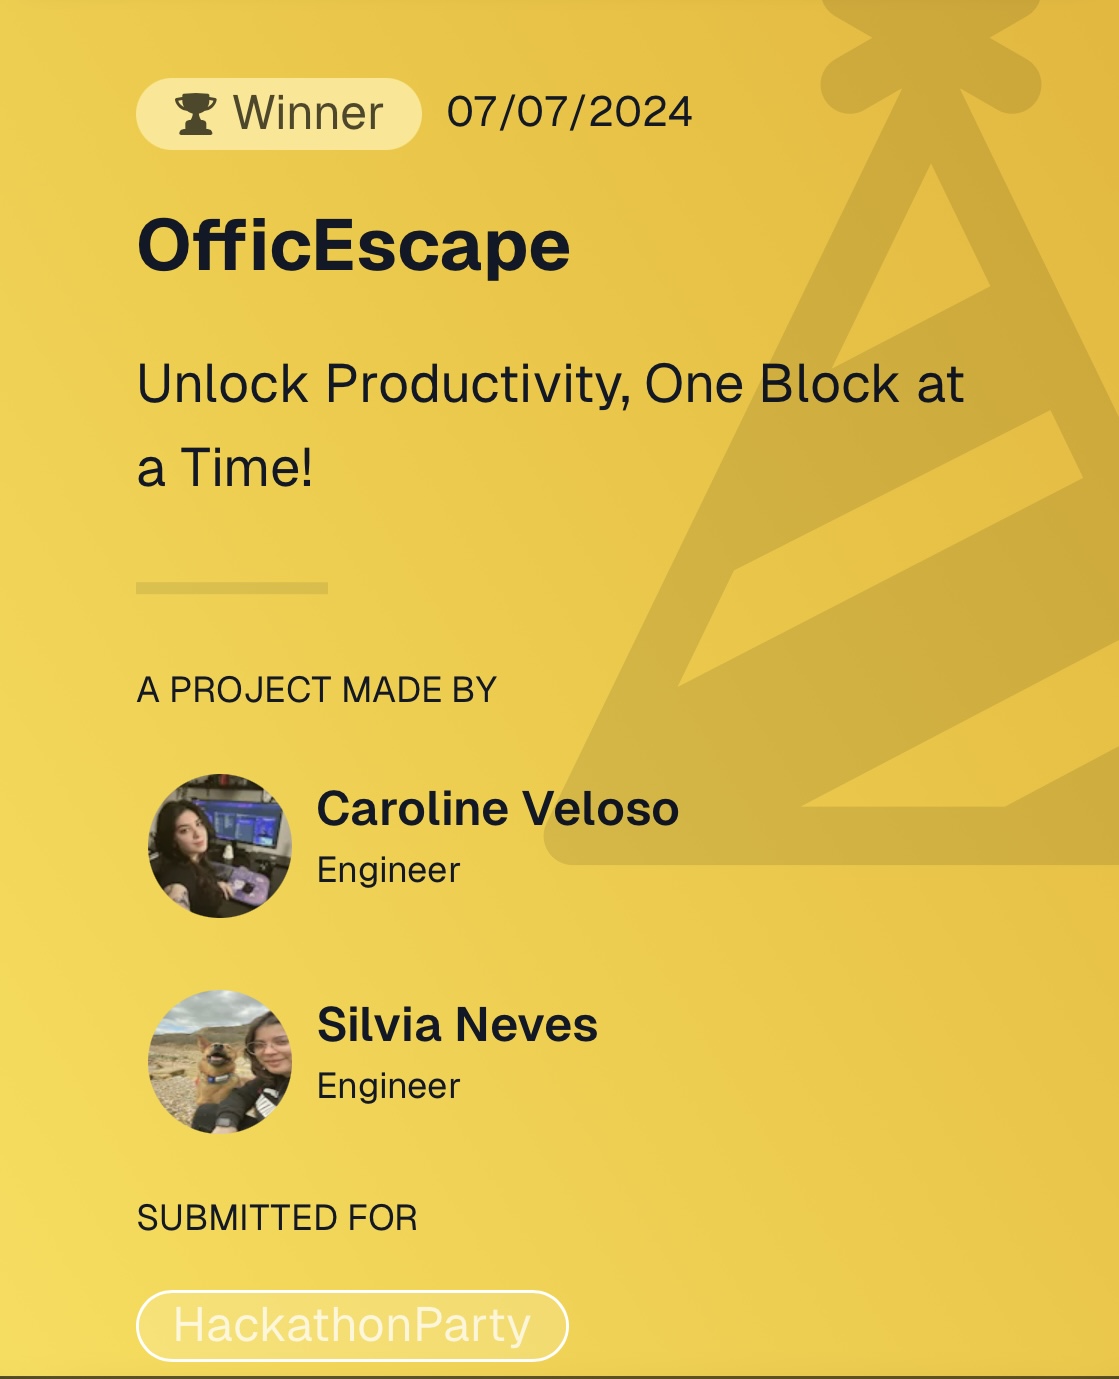 Winner 07/07/2024
OfficEscape
Unlock Productivity, One Block at
a Time!
A PROJECT MADE BY
Caroline Veloso
Engineer
Silvia Neves
Engineer
SUBMITTED FOR
HackathonParty